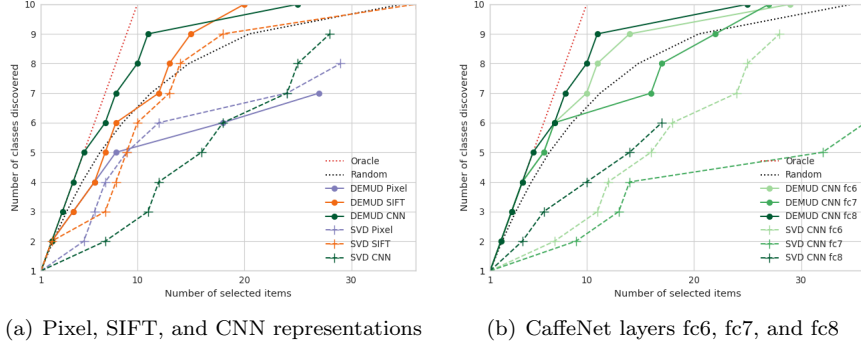 10
9
8
7
6
5
4
3
2
1
Number of classes discovered
1
10
20
30
Number of selected items
Oracle
Random
DEMUD Pixel
DEMUD SIFT
DEMUD CNN
SVD Pixel
SVD SIFT
SVD CNN
(a) Pixel, SIFT, and CNN representations
10
9
8
7
6
5
4
3
2
1
Number of classes discovered
1
10
20
30
Number of selected items
Oracle
Random
DEMUD CNN fc6
DEMUD CNN fc7
DEMUD CNN fc8
SVD CNN fc6
SVD CNN fc7
SVD CNN fc8
(b) CaffeNet layers fc6, fc7, and fc8